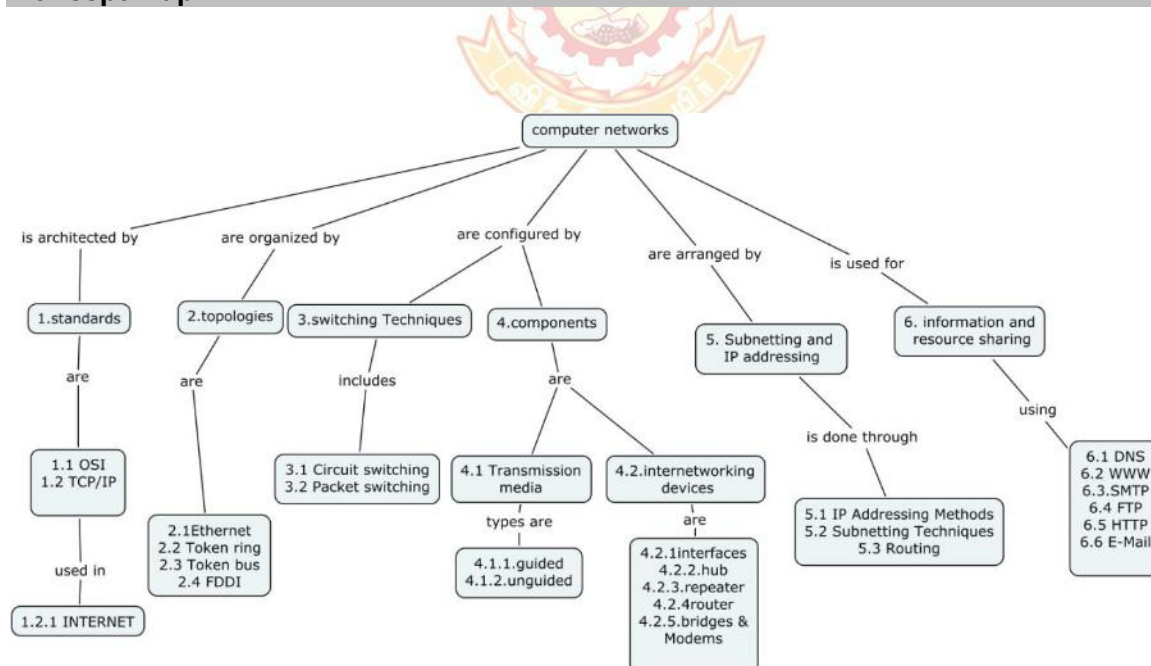 computer networks
is architected by
are organized by
are configured by
are arranged by
is used for
1.standards
2.topologies
3.switching Techniques
4.components
5. Subnetting and
IP addressing
6. information and
resource sharing
are
are
includes
are
is done through
using
1.1 OSI
1.2 TCP/IP
used in
1.2.1 INTERNET
2.1Ethernet
2.2 Token ring
2.3 Token bus
2.4 FDDI
3.1 Circuit switching
3.2 Packet switching
4.1 Transmission
media
types are
4.1.1.guided
4.1.2.unguided
4.2.internetworking
devices
are
4.2.1interfaces
4.2.2.hub
4.2.3.repeater
4.2.4router
4.2.5.bridges &
Modems
5.1 IP Addressing Methods
5.2 Subnetting Techniques
5.3 Routing
6.1 DNS
6.2 WWW
6.3.SMTP
6.4 FTP
6.5 HTTP
6.6 E-Mail